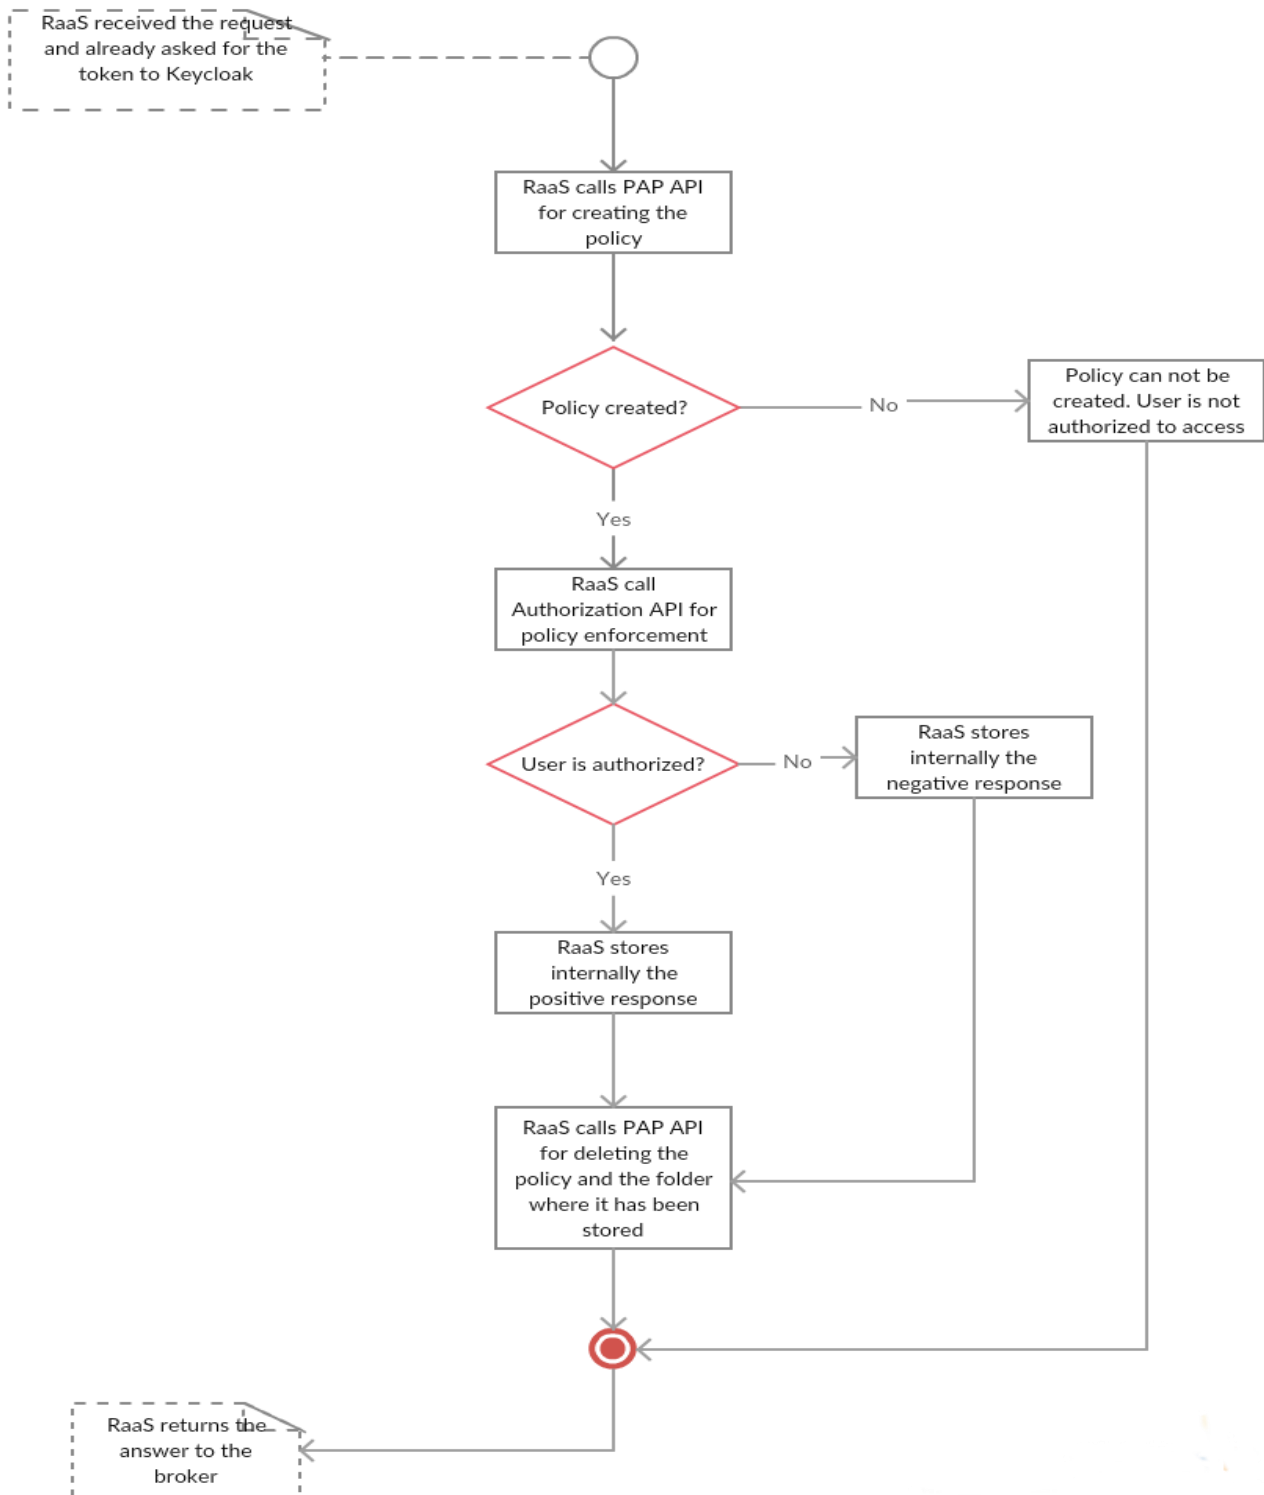 RaaS received the request
and already asked for the
token to Keycloak
RaaS calls PAP API
for creating the
policy
Policy created?
No
Policy can not be
created. User is not
authorized to access
Yes
RaaS call
Authorization API for
policy enforcement
User is authorized?
No
RaaS stores
internally the
negative response
Yes
RaaS stores
internally the
positive response
RaaS calls PAP API
for deleting the
policy and the folder
where it has been
stored
RaaS returns the
answer to the
broker